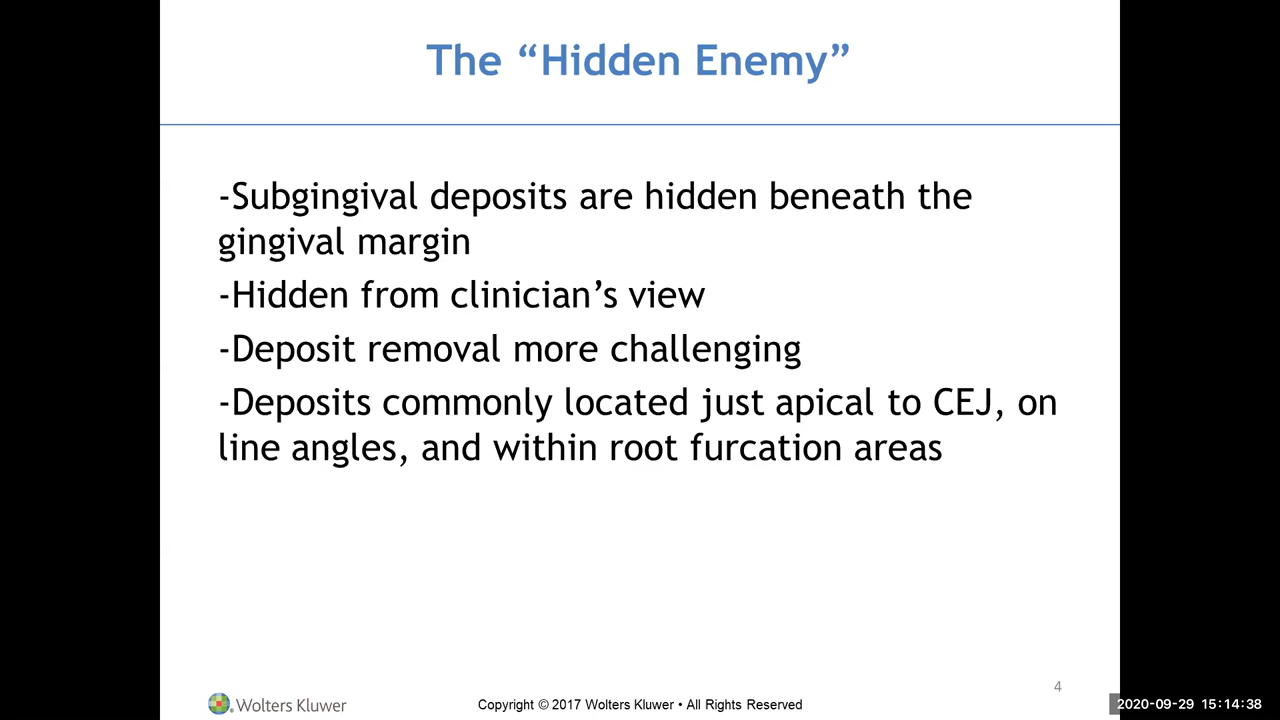 The “Hidden Enemy”
-Subgingival deposits are hidden beneath the
gingival margin
-Hidden from clinician’s view
-Deposit removal more challenging
-Deposits commonly located just apical to CEJ, on
line angles, and within root furcation areas
4
Wolters Kluwer
Copyright © 2017 Wolters Kluwer • All Rights Reserved
2020-09-29 15:14:38